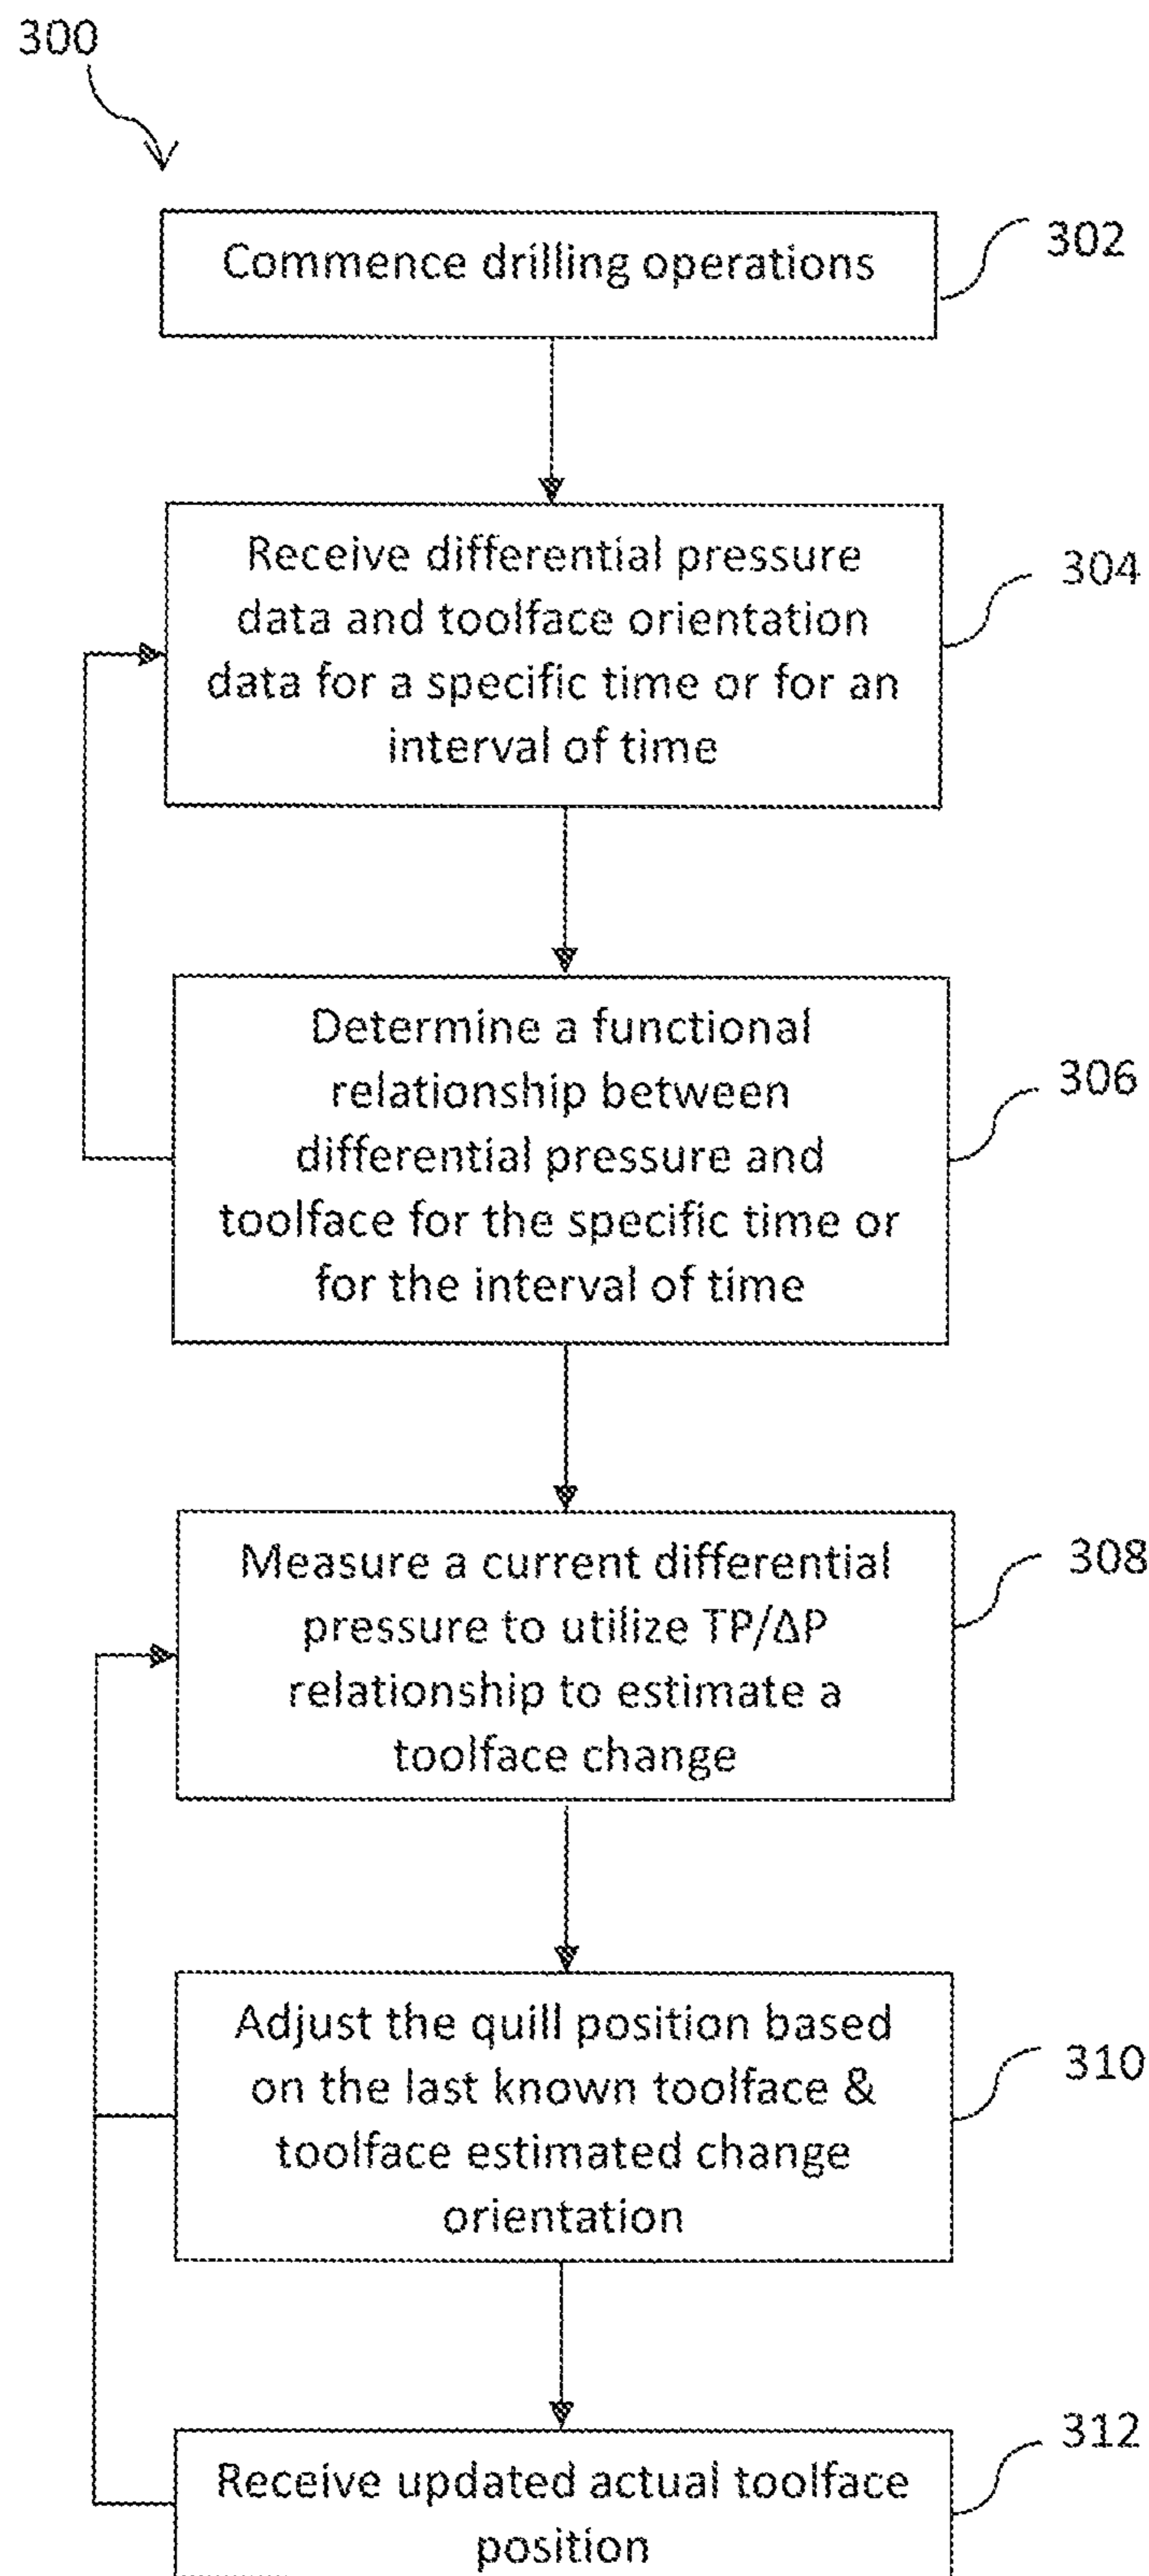 300
Commence drilling operations
302
Receive differential pressure
data and toolface orientation
data for a specific time or for an
interval of time
304
Determine a functional
relationship between
differential pressure and
toolface for the specific time or
for the interval of time
306
Measure a current differential
pressure to utilize TP/ΔP
relationship to estimate a
toolface change
308
Adjust the quill position based
on the last known toolface &
toolface estimated change
orientation
310
Receive updated actual toolface
position
312